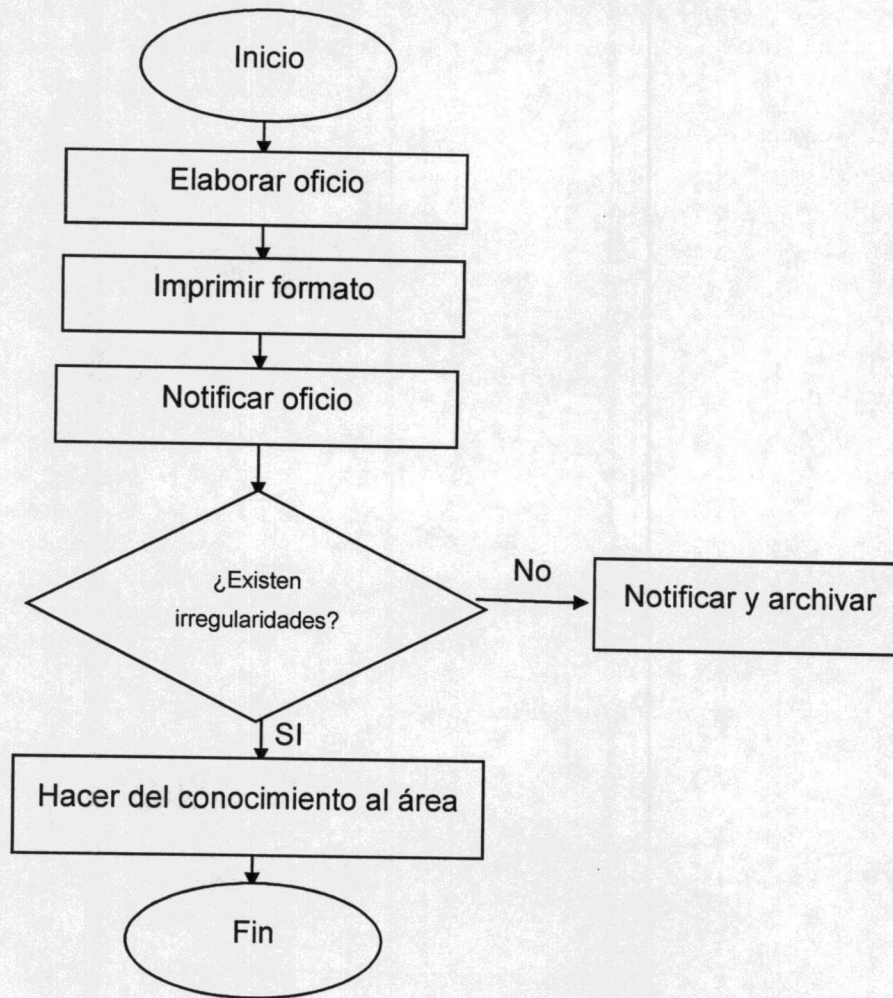 Inicio
Elaborar oficio
Imprimir formato
Notificar oficio
¿Existen
irregularidades?
No
Notificar y archivar
SI
Hacer del conocimiento al área
Fin